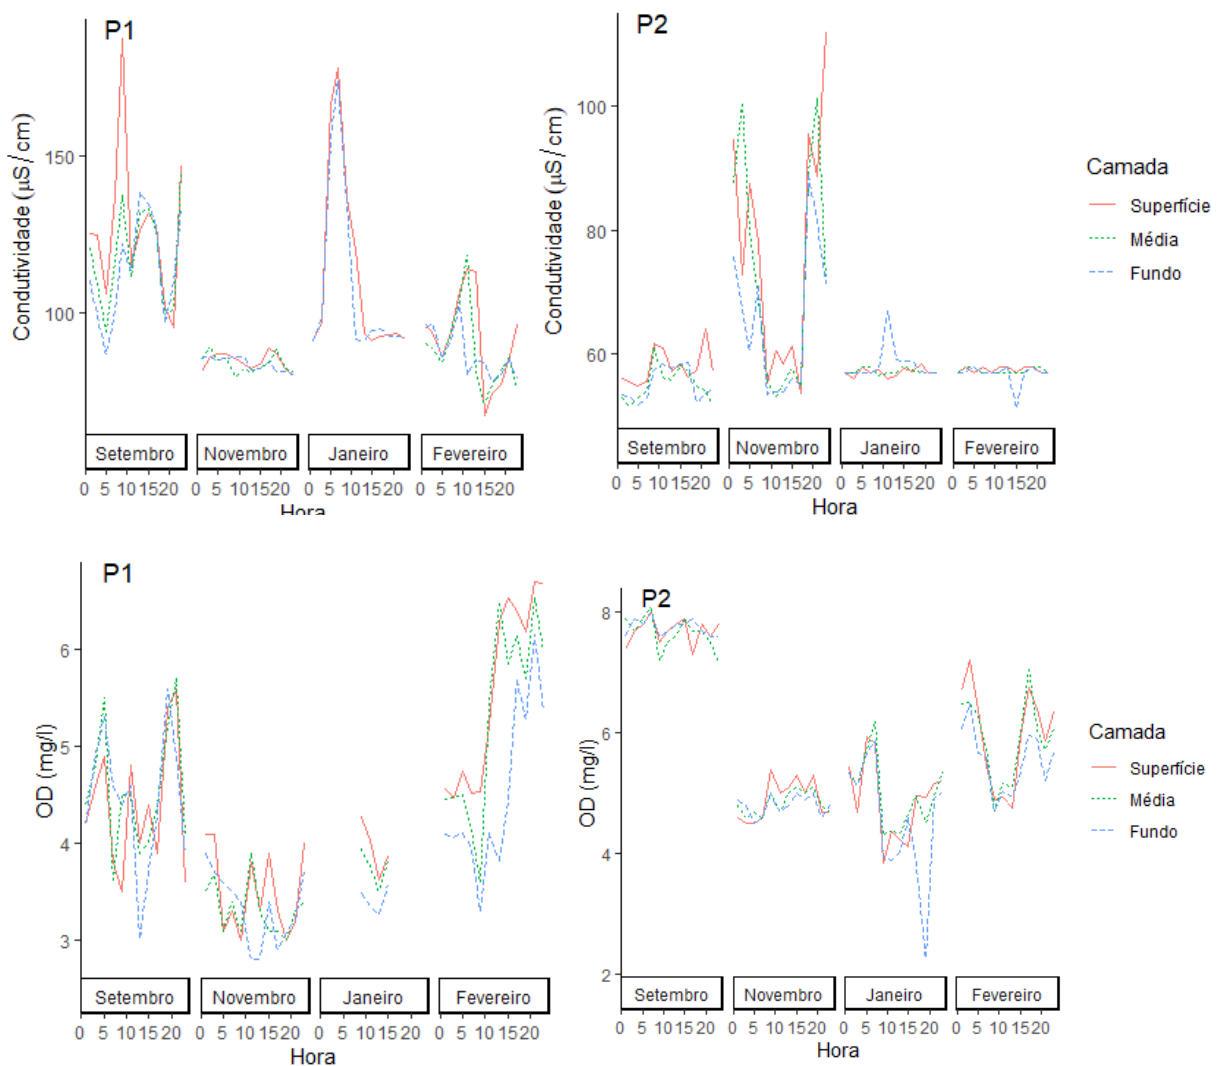 P1
Condutividade (μS / cm)
150
100
Setembro Novembro Janeiro Fevereiro
0 5 10 15 20 0 5 10 15 20 0 5 10 15 20 0 5 10 15 20
Hora
P2
Condutividade (μS / cm)
100
80
60
Setembro Novembro Janeiro Fevereiro
0 5 10 15 20 0 5 10 15 20 0 5 10 15 20 0 5 10 15 20
Hora
Camada
Superfície
Média
Fundo
P1
OD (mg/l)
6
5
4
3
Setembro Novembro Janeiro Fevereiro
0 5 10 15 20 0 5 10 15 20 0 5 10 15 20 0 5 10 15 20
Hora
P2
OD (mg/l)
8
6
4
2
Setembro Novembro Janeiro Fevereiro
0 5 10 15 20 0 5 10 15 20 0 5 10 15 20 0 5 10 15 20
Hora
Camada
Superfície
Média
Fundo